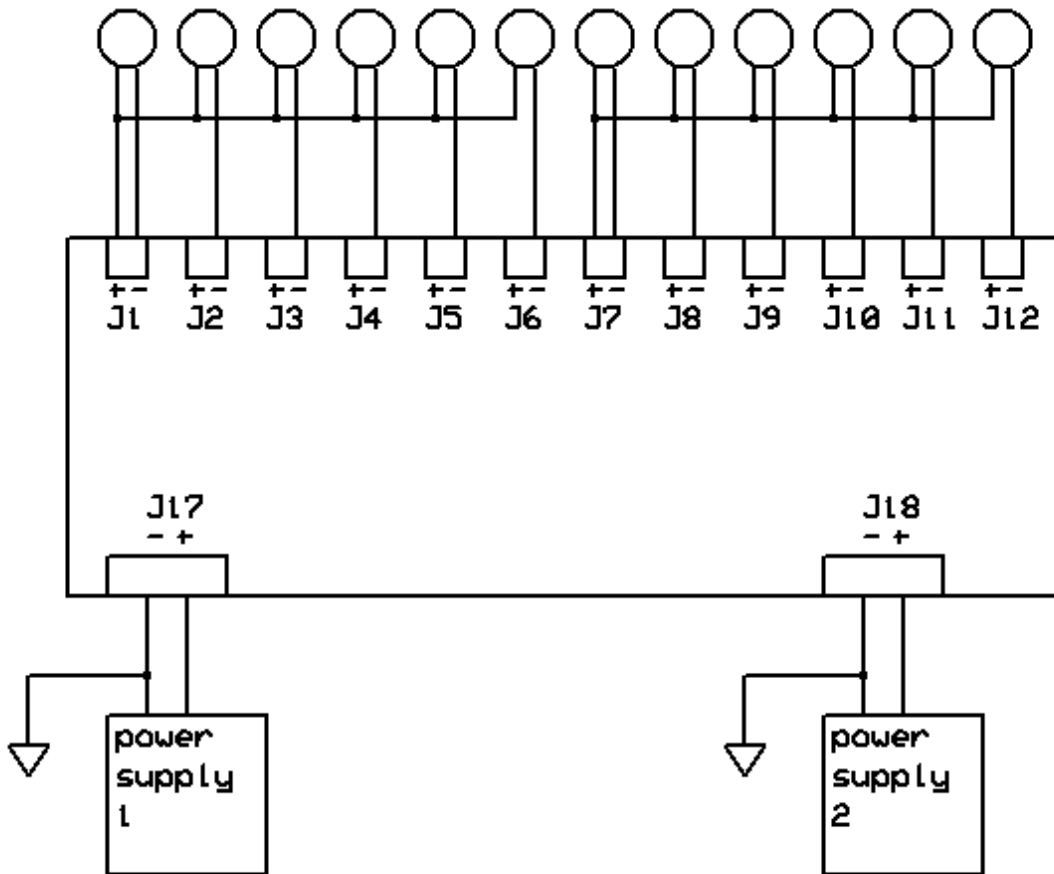 +- +- +- +- +- +- +- +- +- +- +- +-
J1 J2 J3 J4 J5 J6 J7 J8 J9 J10 J11 J12
J17 J18
- + - +
power power
supply supply
1 2